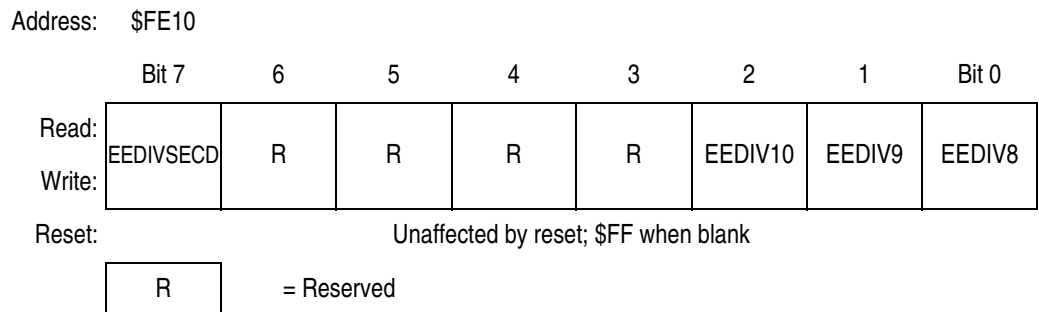 Address: $FE10
Bit 7 6 5 4 3 2 1 Bit 0
Read:
EEDIVSECD R R R R EEDIV10 EEDIV9 EEDIV8
Write:
Reset: Unaffected by reset; $FF when blank
R = Reserved